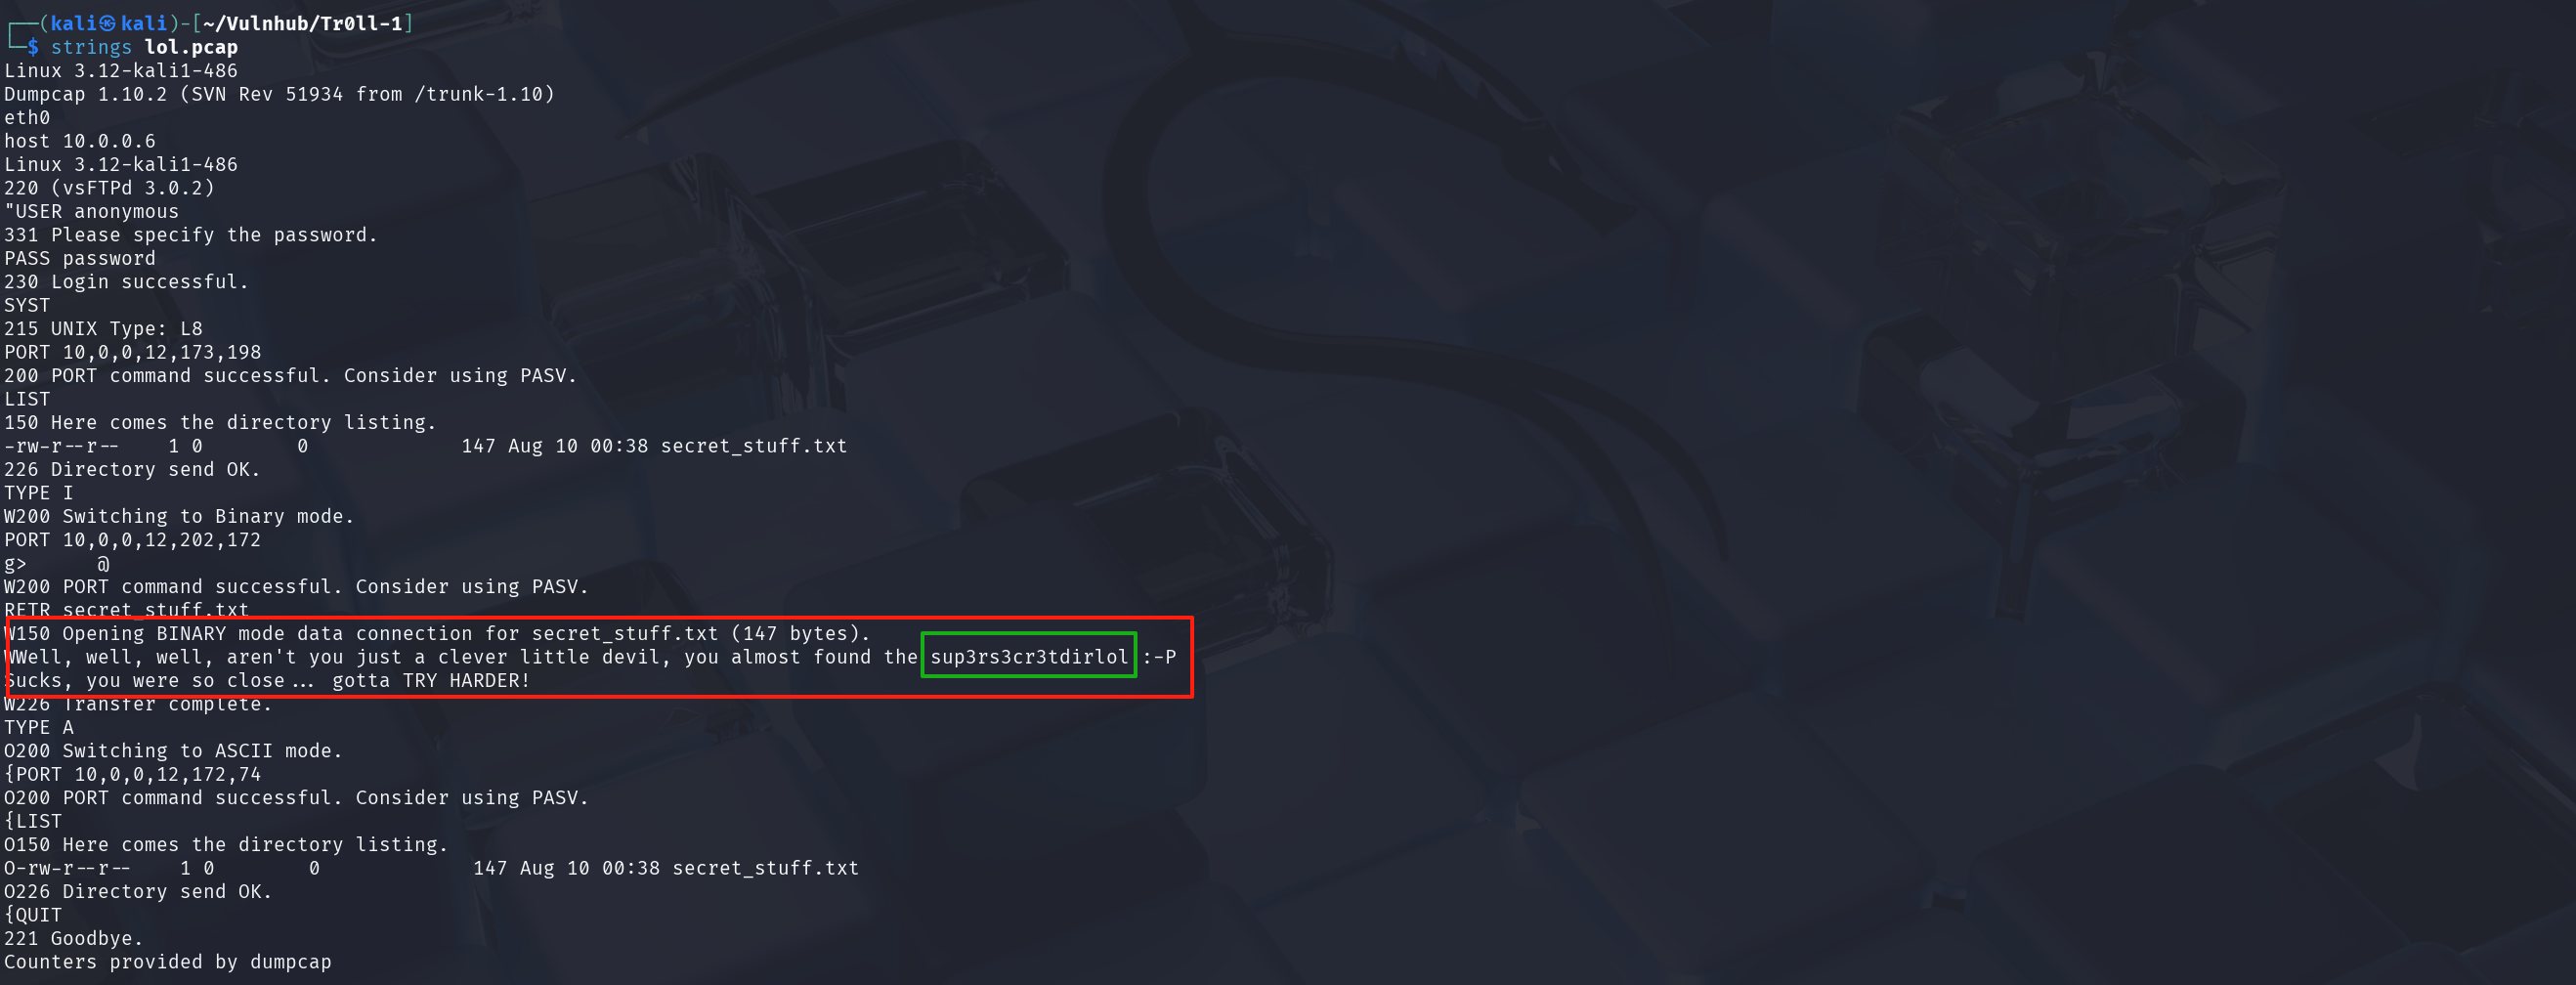 ┌──(kali㉿kali)-[~/Vulnhub/Tr0ll-1]
└─$ strings lol.pcap
Linux 3.12-kali1-486
Dumpcap 1.10.2 (SVN Rev 51934 from /trunk-1.10)
eth0
host 10.0.0.6
Linux 3.12-kali1-486
220 (vsFTPd 3.0.2)
"USER anonymous
331 Please specify the password.
PASS password
230 Login successful.
SYST
215 UNIX Type: L8
PORT 10,0,0,12,173,198
200 PORT command successful. Consider using PASV.
LIST
150 Here comes the directory listing.
-rw-r--r--    1 0        0             147 Aug 10 00:38 secret_stuff.txt
226 Directory send OK.
TYPE I
W200 Switching to Binary mode.
PORT 10,0,0,12,202,172
g>      @
W200 PORT command successful. Consider using PASV.
RETR secret_stuff.txt
W150 Opening BINARY mode data connection for secret_stuff.txt (147 bytes).
WWell, well, well, aren't you just a clever little devil, you almost found the sup3rs3cr3tdirlol :-P
Sucks, you were so close... gotta TRY HARDER!
W226 Transfer complete.
TYPE A
O200 Switching to ASCII mode.
{PORT 10,0,0,12,172,74
O200 PORT command successful. Consider using PASV.
{LIST
O150 Here comes the directory listing.
O-rw-r--r--    1 0        0             147 Aug 10 00:38 secret_stuff.txt
O226 Directory send OK.
{QUIT
221 Goodbye.
Counters provided by dumpcap